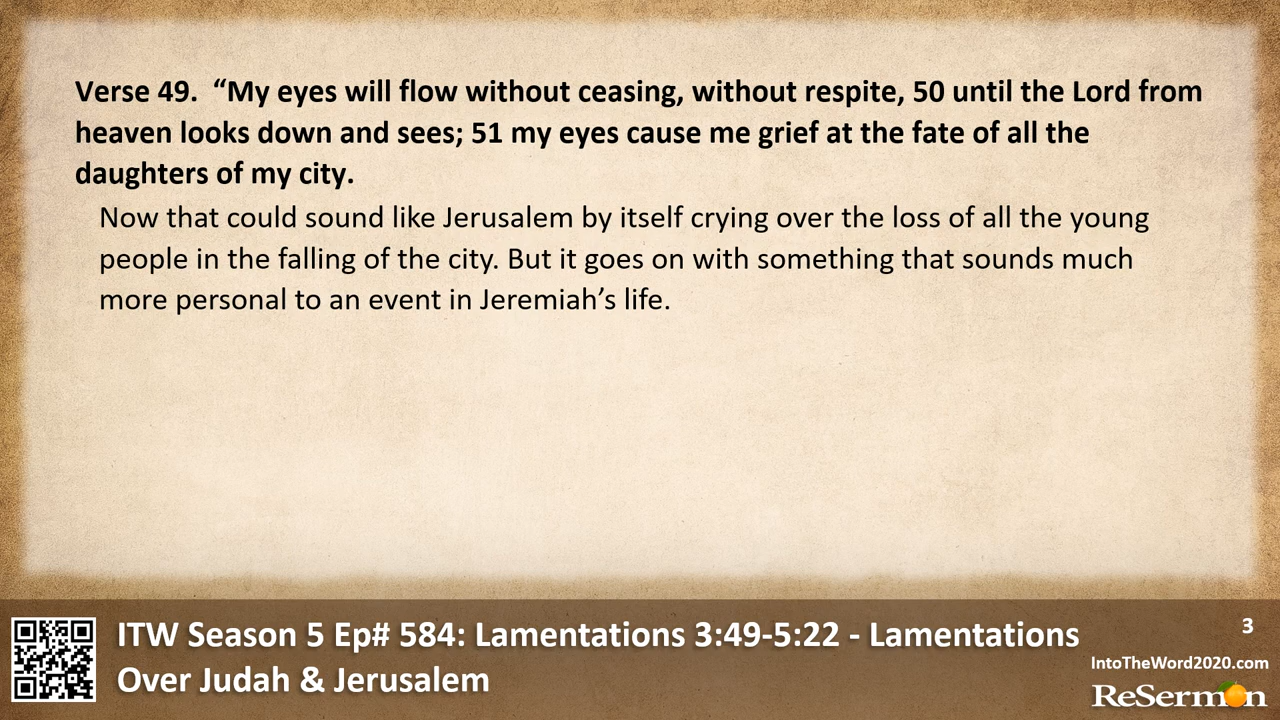 Verse 49.  “My eyes will flow without ceasing, without respite, 50 until the Lord from
heaven looks down and sees; 51 my eyes cause me grief at the fate of all the
daughters of my city.
Now that could sound like Jerusalem by itself crying over the loss of all the young
people in the falling of the city. But it goes on with something that sounds much
more personal to an event in Jeremiah’s life.
ITW Season 5 Ep# 584: Lamentations 3:49-5:22 - Lamentations
Over Judah & Jerusalem
3
IntoTheWord2020.com
ReSermon